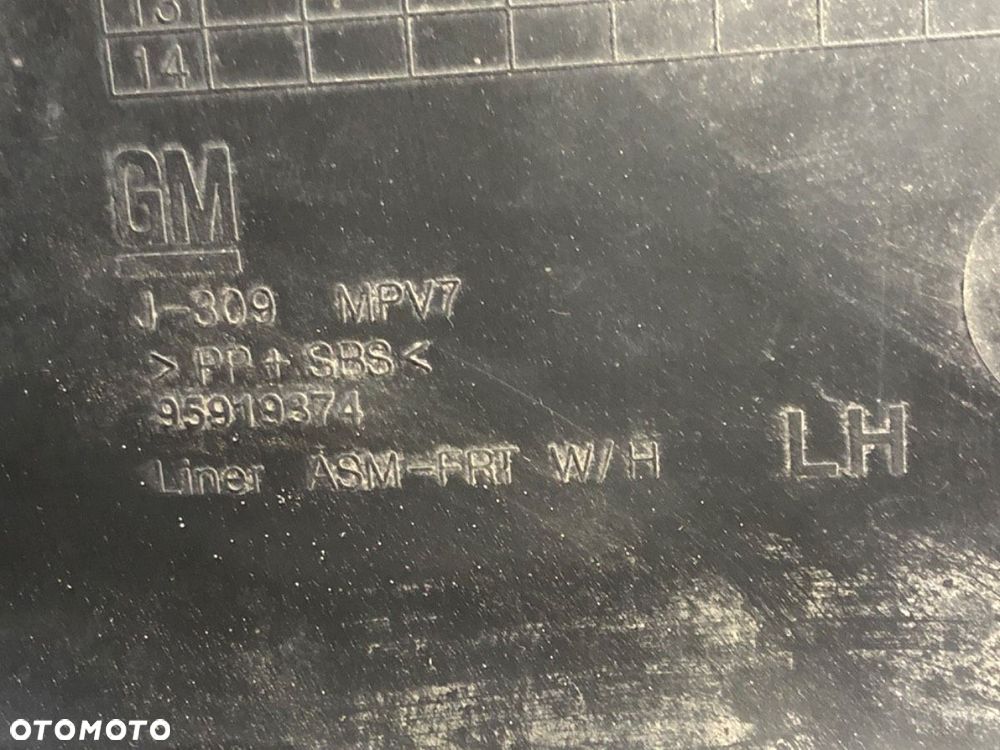 13
14
GM
J-309 MPV7
>PP+SBS<
95919374
Liner ASM-FRT W/H
LH
OTOMOTO